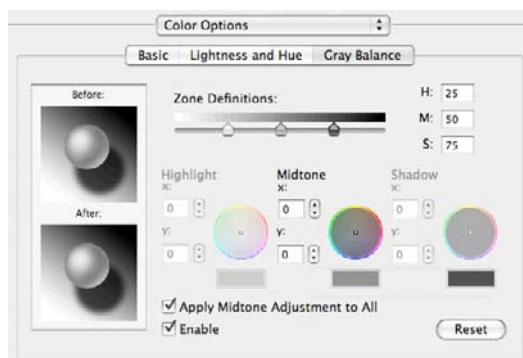 Color Options
Basic Lightness and Hue Gray Balance
Before:
After:
Zone Definitions:
H: 25
M: 50
S: 75
Highlight
x:
0
y:
0
Midtone
x:
0
y:
0
Shadow
x:
0
y:
0
Apply Midtone Adjustment to All
Enable
Reset